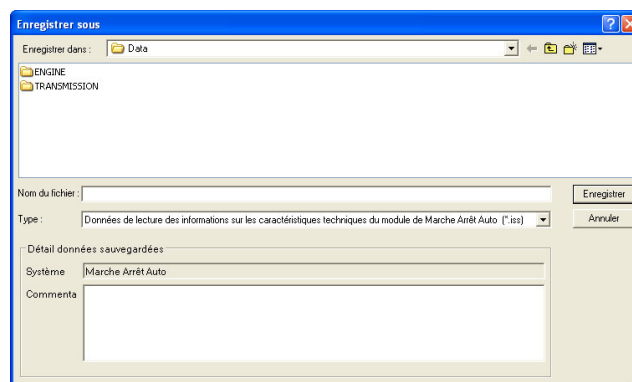 Enregistrer sous
Enregistrer dans : Data
ENGINE
TRANSMISSION
Nom du fichier :
Enregistrer
Type : Données de lecture des informations sur les caractéristiques techniques du module de Marche Arrêt Auto (*.iss)
Annuler
Détail données sauvegardées
Système Marche Arrêt Auto
Commenta